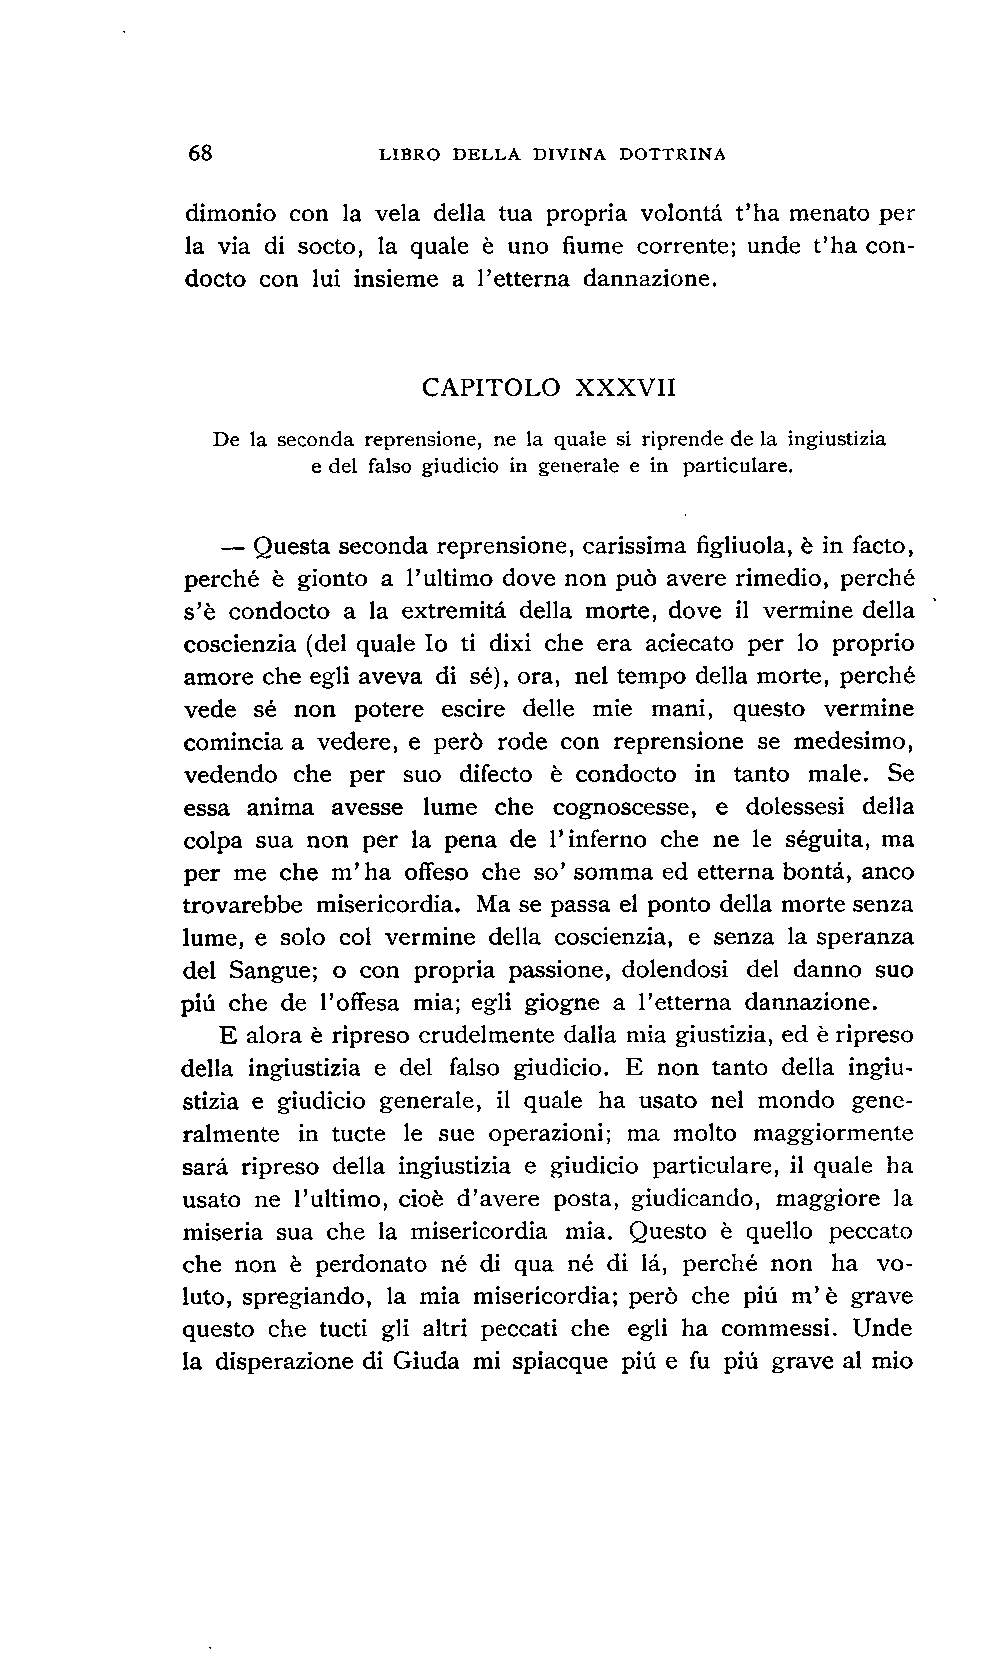 68 LIBRO DELLA DIVINA DOTTRINA
dimonio con la vela della tua propria volontá t'ha menato per
la via di socto, la quale è uno fiume corrente; unde t'ha con-
docto con lui insieme a l'etterna dannazione.
CAPITOLO XXXVII
De la seconda reprensione, ne la quale si riprende de la ingiustizia
e del falso giudicio in generale e in particulare.
— Questa seconda reprensione, carissima figliuola, è in facto,
perché è gionto a l'ultimo dove non può avere rimedio, perché
s'è condocto a la extremitá della morte, dove il vermine della
coscienzia (del quale Io ti dixi che era aciecato per lo proprio
amore che egli aveva di sé), ora, nel tempo della morte, perché
vede sé non potere escire delle mie mani, questo vermine
comincia a vedere, e però rode con reprensione se medesimo,
vedendo che per suo difecto è condocto in tanto male. Se
essa anima avesse lume che cognoscesse, e dolessesi della
colpa sua non per la pena de l'inferno che ne le séguita, ma
per me che m'ha offeso che so' somma ed etterna bontá, anco
trovarebbe misericordia. Ma se passa el ponto della morte senza
lume, e solo col vermine della coscienzia, e senza la speranza
del Sangue; o con propria passione, dolendosi del danno suo
piú che de l'offesa mia; egli giogne a l'etterna dannazione.
E alora è ripreso crudelmente dalla mia giustizia, ed è ripreso
della ingiustizia e del falso giudicio. E non tanto della ingiu-
stizia e giudicio generale, il quale ha usato nel mondo gene-
ralmente in tucte le sue operazioni; ma molto maggiormente
sará ripreso della ingiustizia e giudicio particulare, il quale ha
usato ne l'ultimo, cioè d'avere posta, giudicando, maggiore la
miseria sua che la misericordia mia. Questo è quello peccato
che non è perdonato né di qua né di lá, perché non ha vo-
luto, spregiando, la mia misericordia; però che piú m'è grave
questo che tucti gli altri peccati che egli ha commessi. Unde
la disperazione di Giuda mi spiacque piú e fu piú grave al mio